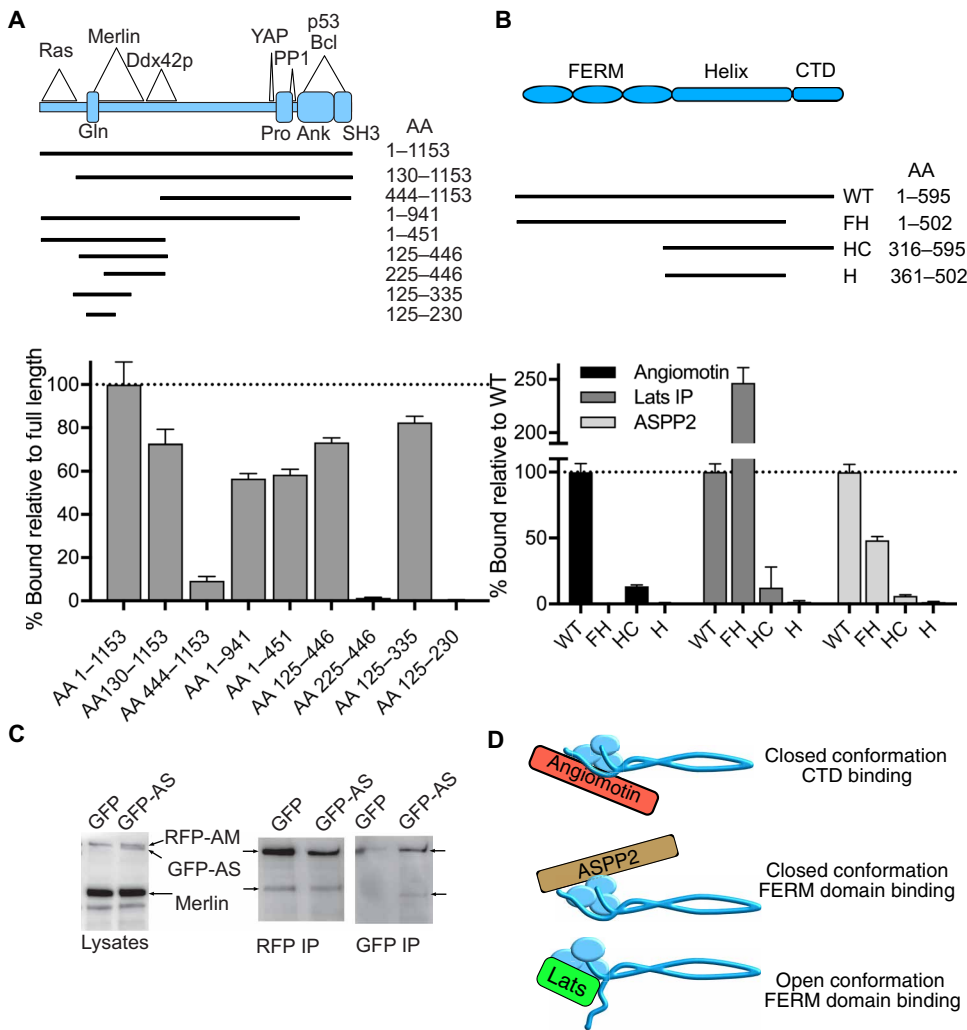 A
Ras
Merlin
Ddx42p
YAP
PP1
p53
Bcl
Gln
Pro
Ank
SH3
AA
1–1153
130–1153
444–1153
1–941
1–451
125–446
225–446
125–335
125–230
% Bound relative to full length
100
80
60
40
20
0
AA 1–1153
AA130–1153
AA 444–1153
AA 1–941
AA 1–451
AA 125–446
AA 225–446
AA 125–335
AA 125–230
B
FERM
Helix
CTD
AA
WT 1–595
FH 1–502
HC 316–595
H 361–502
% Bound relative to WT
250
200
100
50
0
Angiomotin
Lats IP
ASPP2
WT
FH
HC
H
WT
FH
HC
H
WT
FH
HC
H
C
GFP
GFP-AS
RFP-AM
GFP-AS
Merlin
Lysates
GFP
GFP-AS
RFP IP
GFP
GFP-AS
GFP IP
D
Angiomotin
Closed conformation
CTD binding
ASPP2
Closed conformation
FERM domain binding
Lats
Open conformation
FERM domain binding